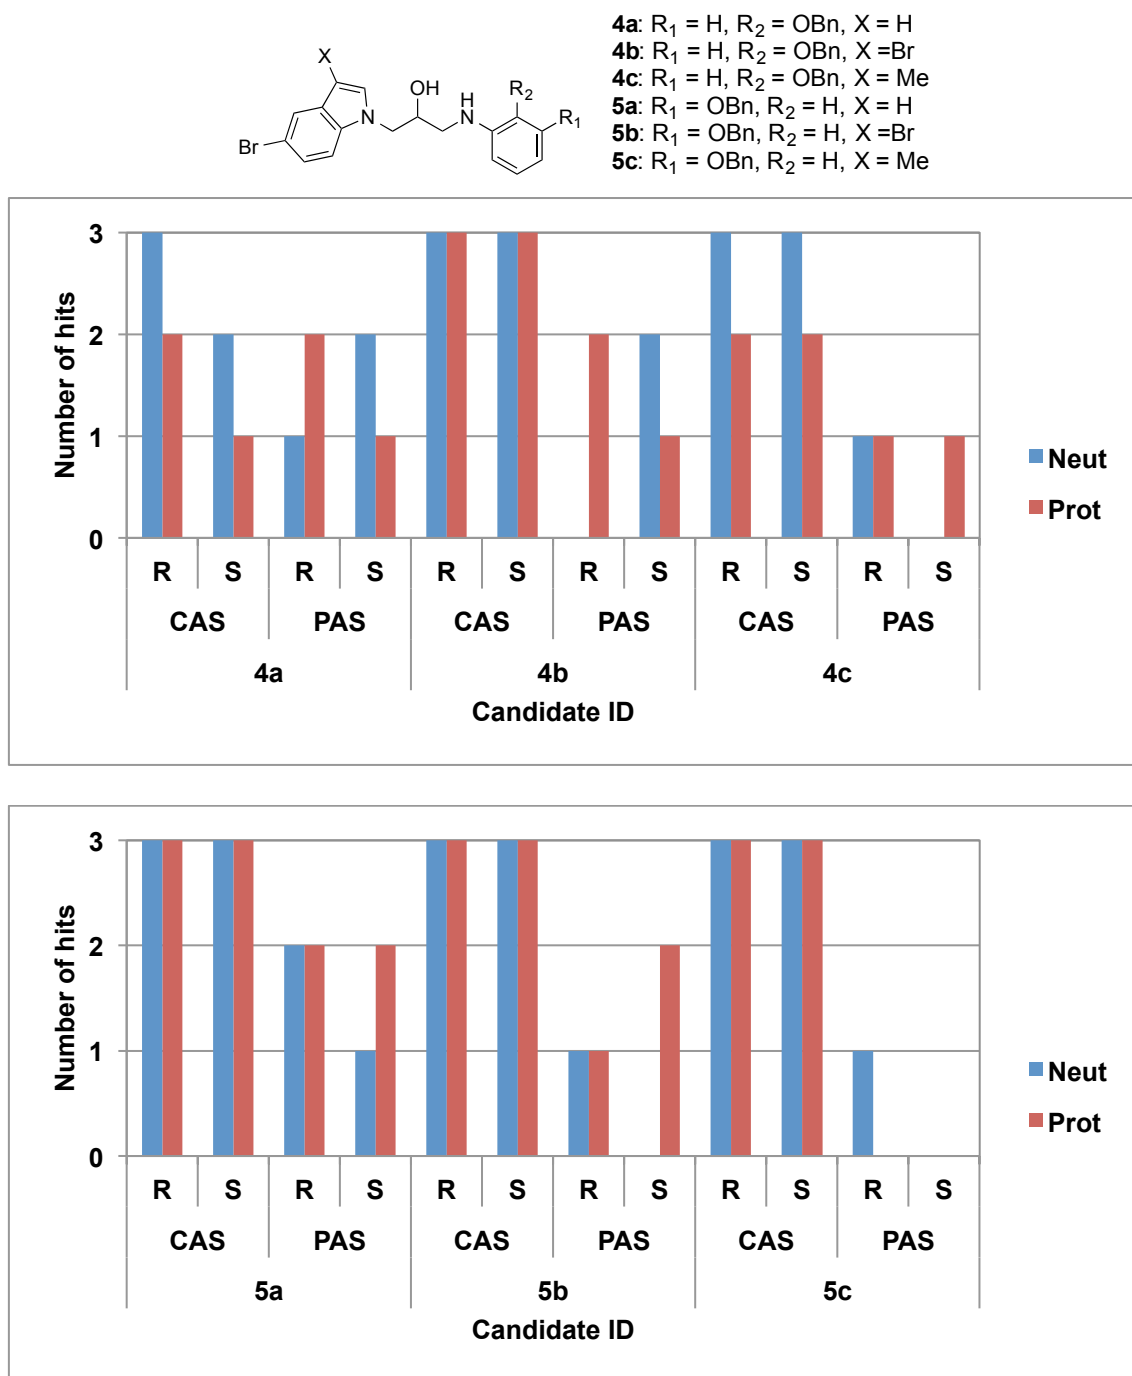 4a: R1 = H, R2 = OBn, X = H
4b: R1 = H, R2 = OBn, X =Br
4c: R1 = H, R2 = OBn, X = Me
5a: R1 = OBn, R2 = H, X = H
5b: R1 = OBn, R2 = H, X =Br
5c: R1 = OBn, R2 = H, X = Me
X
OH
H
N
R2
R1
N
Br
Number of hits
3
2
1
0
R S R S R S R S R S R S
CAS PAS CAS PAS CAS PAS
4a 4b 4c
Candidate ID
Neut
Prot
Number of hits
3
2
1
0
R S R S R S R S R S R S
CAS PAS CAS PAS CAS PAS
5a 5b 5c
Candidate ID
Neut
Prot